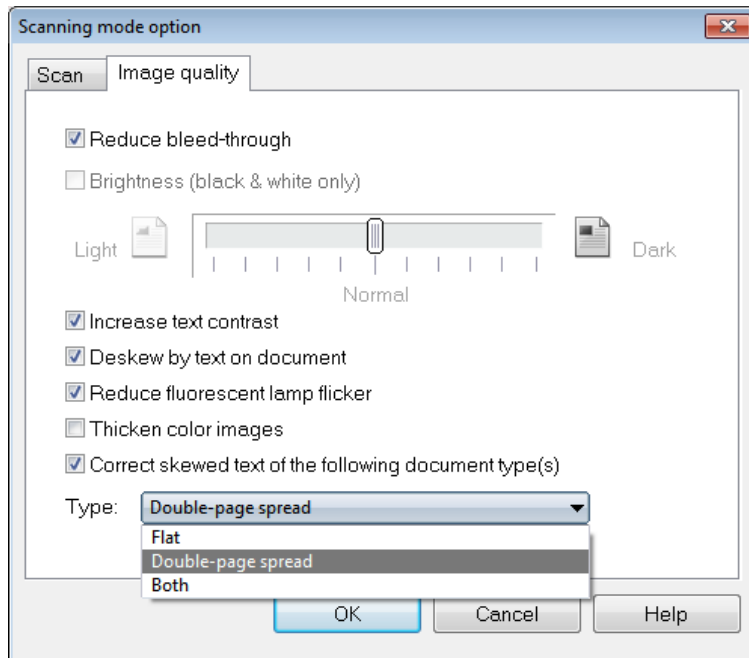 Scanning mode option
Scan Image quality
Reduce bleed-through
Brightness (black & white only)
Light Dark
Normal
Increase text contrast
Deskew by text on document
Reduce fluorescent lamp flicker
Thicken color images
Correct skewed text of the following document type(s)
Type: Double-page spread
Flat
Double-page spread
Both
OK Cancel Help